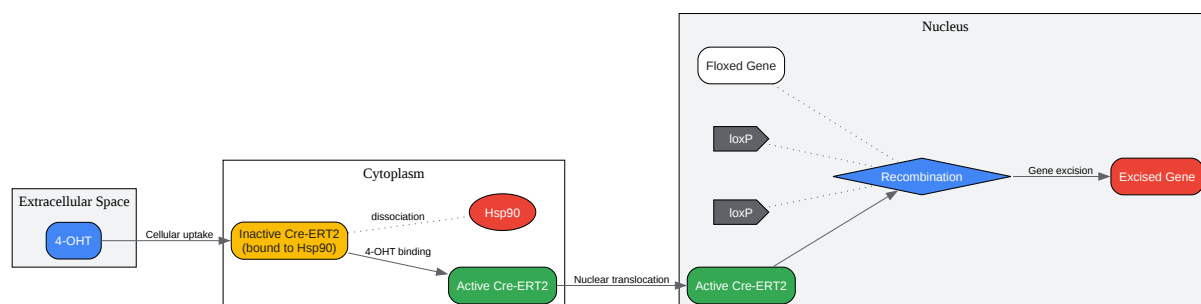 Nucleus
Floxed Gene
loxP
Recombination
Gene excision
Excised Gene
loxP
Active Cre-ERT2
Cytoplasm
Hsp90
dissociation
Inactive Cre-ERT2
(bound to Hsp90)
4-OHT binding
Active Cre-ERT2
Nuclear translocation
Extracellular Space
4-OHT
Cellular uptake